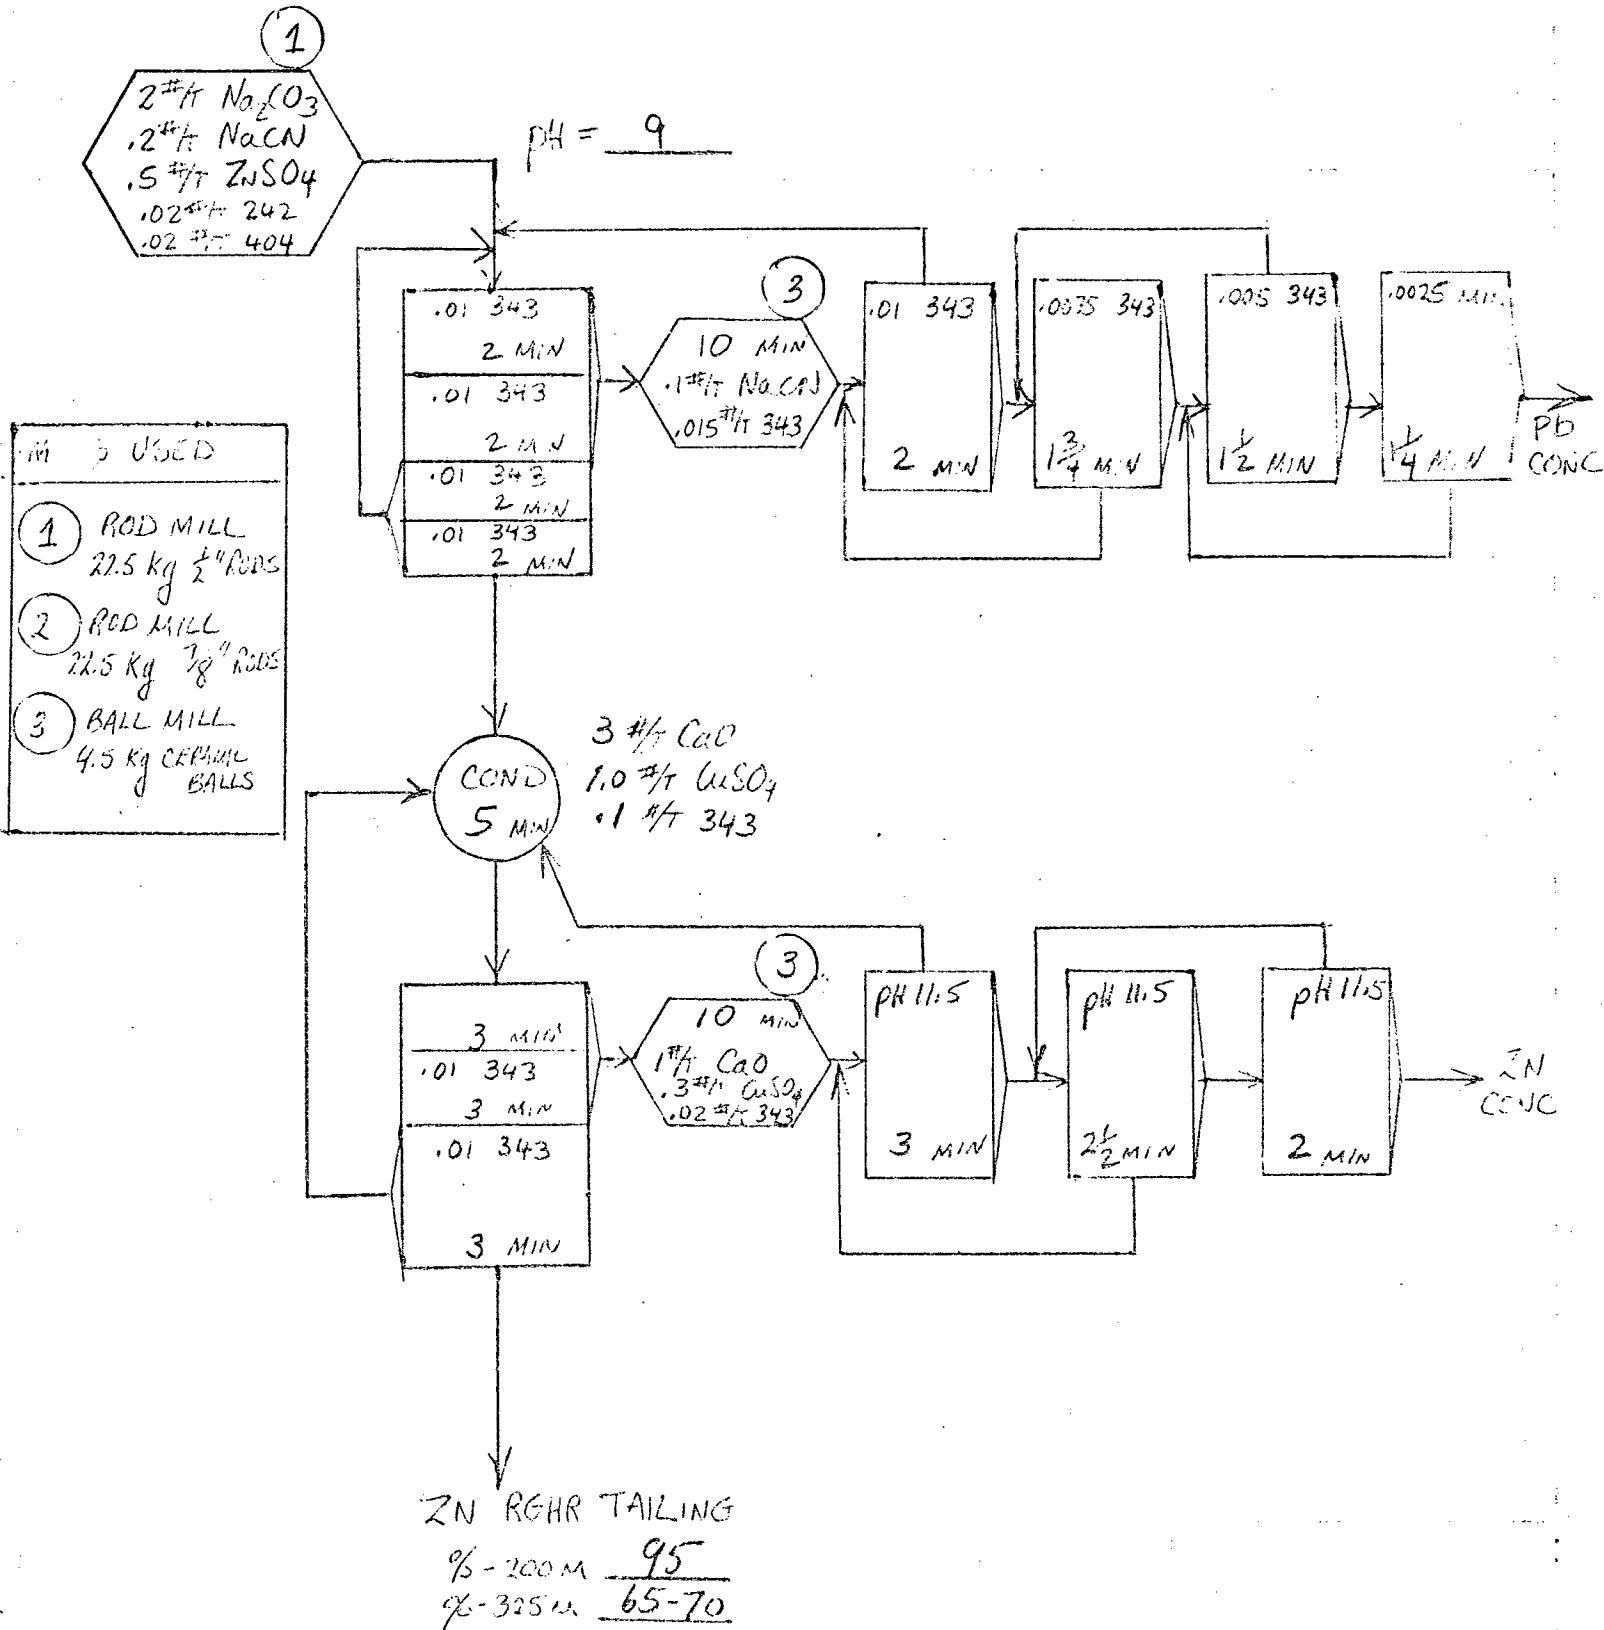 1
2 #/T Na2CO3
.2 #/T NaCN
.5 #/T ZNSO4
.02 #/T 242
.02 #/T 404
pH = 9
.01 343
2 MIN
.01 343
2 MIN
.01 343
2 MIN
.01 343
2 MIN
3
10 MIN
.1 #/T NaCN
.015 #/T 343
.01 343
2 MIN
.0075 343
1 3/4 MIN
.005 343
1 1/2 MIN
.0025 MIN
1 1/4 MIN
Pb
CONC
USED
1 ROD MILL
22.5 Kg 1/2" RODS
2 ROD MILL
22.5 Kg 7/8" RODS
3 BALL MILL
4.5 Kg CERAMIC
BALLS
COND
5 MIN
3 #/T CaO
1.0 #/T CuSO4
.1 #/T 343
3 MIN
.01 343
3 MIN
.01 343
3 MIN
3
10 MIN
1 #/T CaO
.3 #/T CuSO4
.02 #/T 343
pH 11.5
3 MIN
pH 11.5
2 1/2 MIN
pH 11.5
2 MIN
ZN
CONC
ZN RGHR TAILING
% - 200 M 95
% - 325 M 65-70